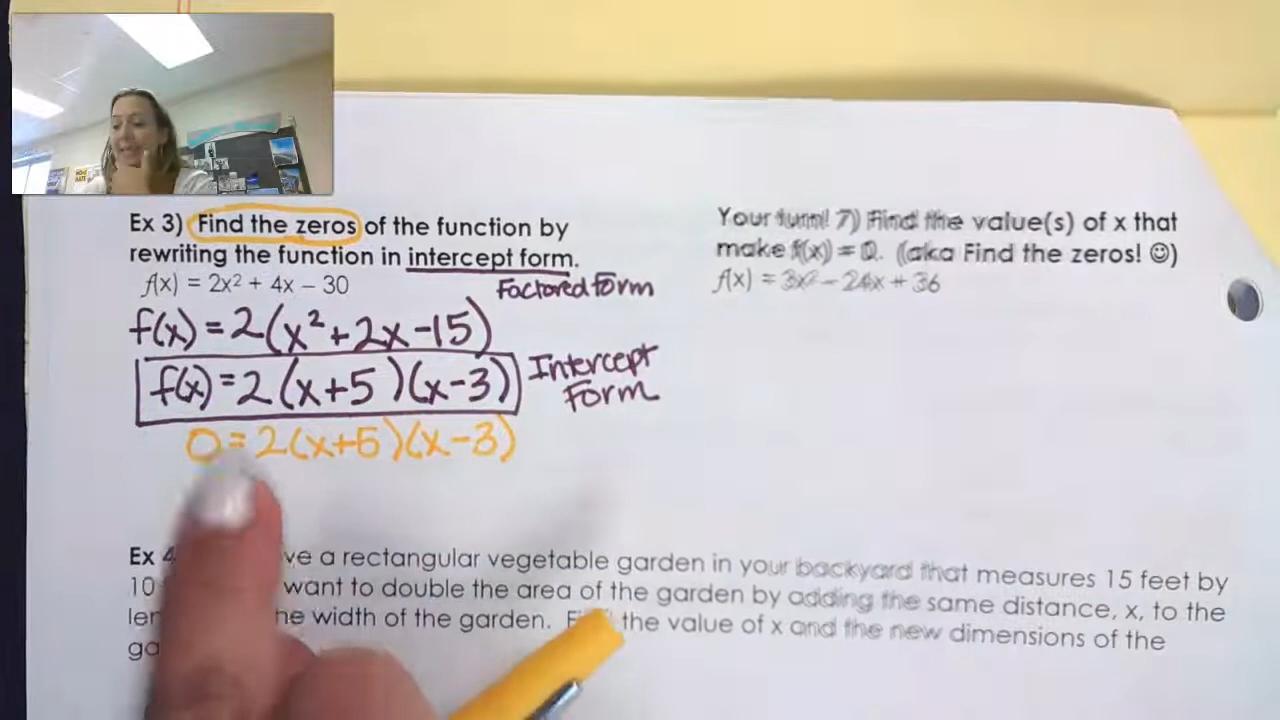 Ex 3) Find the zeros of the function by
rewriting the function in intercept form.
f(x) = 2x² + 4x – 30
Factored Form
f(x) = 2(x² + 2x - 15)
f(x) = 2(x+5)(x-3)
Intercept
Form
0 = 2(x+5)(x-3)
Your turn! 7) Find the value(s) of x that
make f(x) = 0. (aka Find the zeros! ☺)
f(x) = 3x² – 24x + 36
Ex 4 ve a rectangular vegetable garden in your backyard that measures 15 feet by
10 want to double the area of the garden by adding the same distance, x, to the
len he width of the garden. the value of x and the new dimensions of the
ga